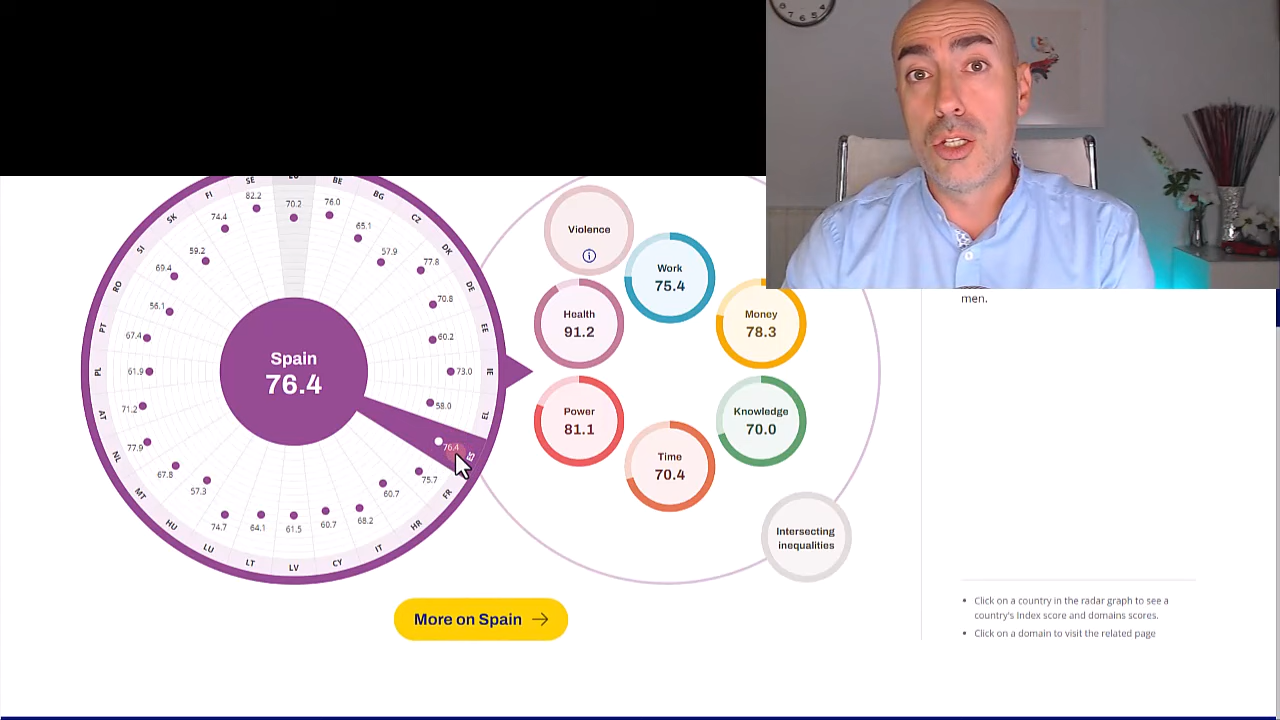 SE
BE
FI
82.2
70.2
76.0
BG
SK
74.4
65.1
CZ
SI
59.2
57.9
DK
69.4
77.8
RO
56.1
70.8
DE
PT
67.4
60.2
EE
PL
61.9
73.0
IE
AT
71.2
58.0
EL
NL
77.9
76.4
ES
MT
67.8
75.7
FR
HU
57.3
60.7
HR
LU
74.7
64.1
61.5
60.7
68.2
IT
LT
LV
CY
Spain
76.4
Violence
Work
75.4
Health
91.2
Money
78.3
Power
81.1
Knowledge
70.0
Time
70.4
Intersecting
inequalities
More on Spain
men.
Click on a country in the radar graph to see a
country's Index score and domains scores.
Click on a domain to visit the related page